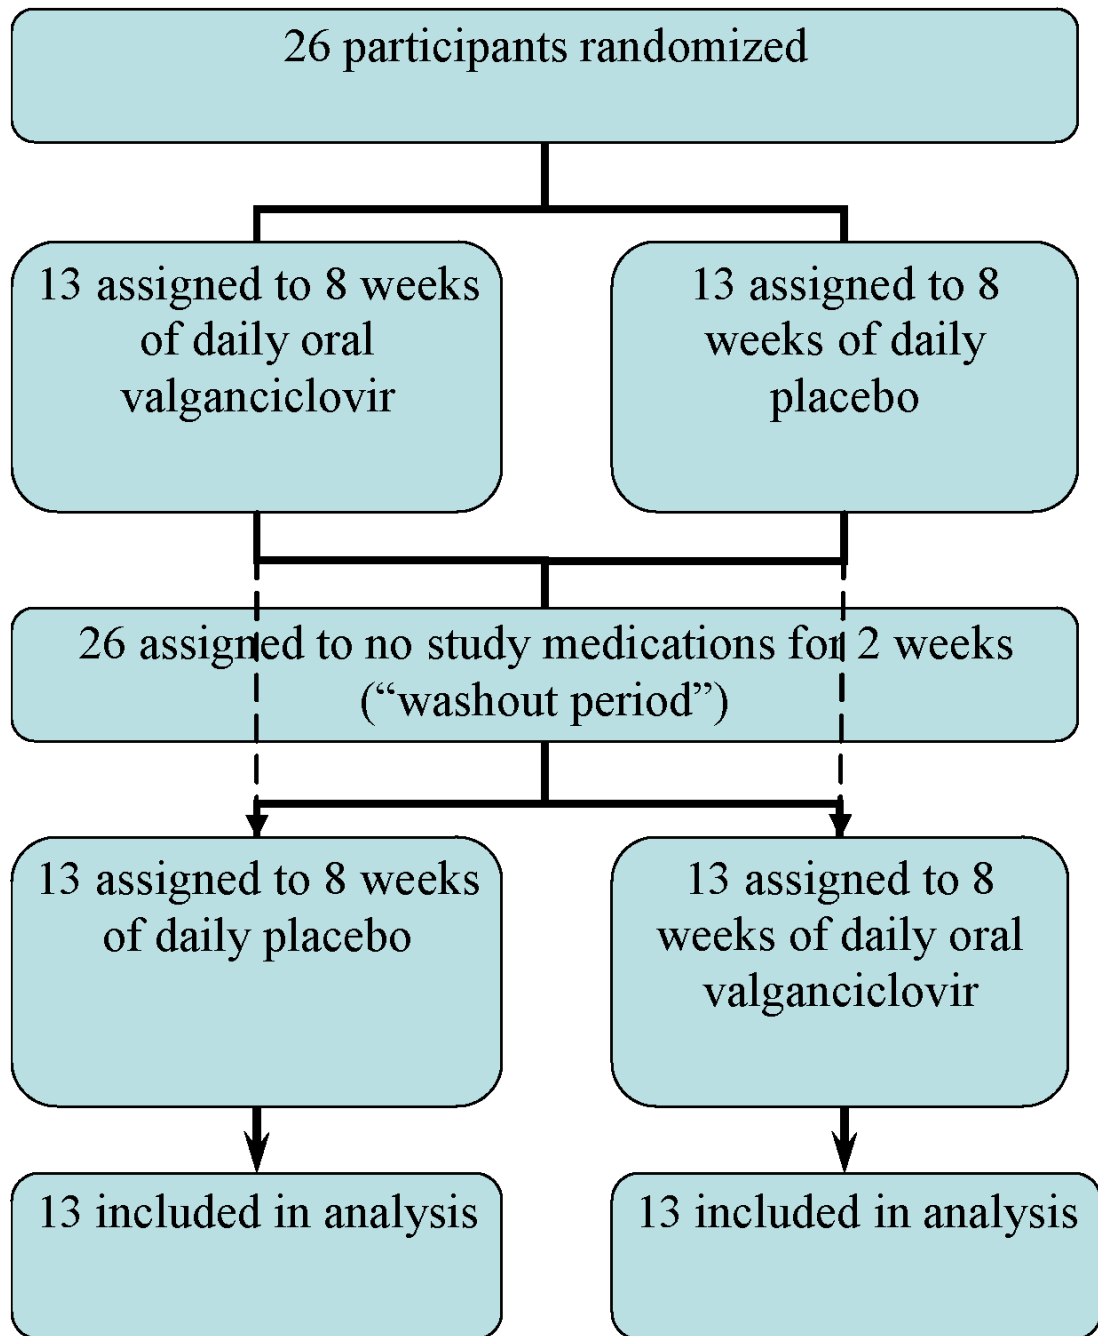 26 participants randomized
13 assigned to 8 weeks
of daily oral
valganciclovir
13 assigned to 8
weeks of daily
placebo
26 assigned to no study medications for 2 weeks
(“washout period”)
13 assigned to 8 weeks
of daily placebo
13 assigned to 8
weeks of daily oral
valganciclovir
13 included in analysis
13 included in analysis